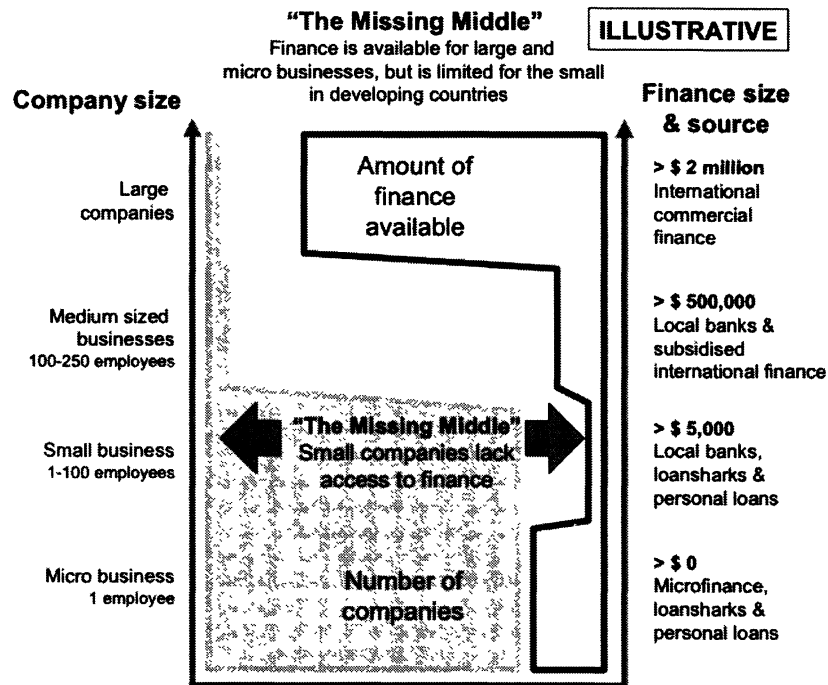 “The Missing Middle”
Finance is available for large and
micro businesses, but is limited for the small
in developing countries
ILLUSTRATIVE
Company size
Finance size
& source
Large
companies
Amount of
finance
available
> $ 2 million
International
commercial
finance
Medium sized
businesses
100-250 employees
> $ 500,000
Local banks &
subsidised
international finance
Small business
1-100 employees
“The Missing Middle”
Small companies lack
access to finance
> $ 5,000
Local banks,
loansharks &
personal loans
Micro business
1 employee
Number of
companies
> $ 0
Microfinance,
loansharks &
personal loans